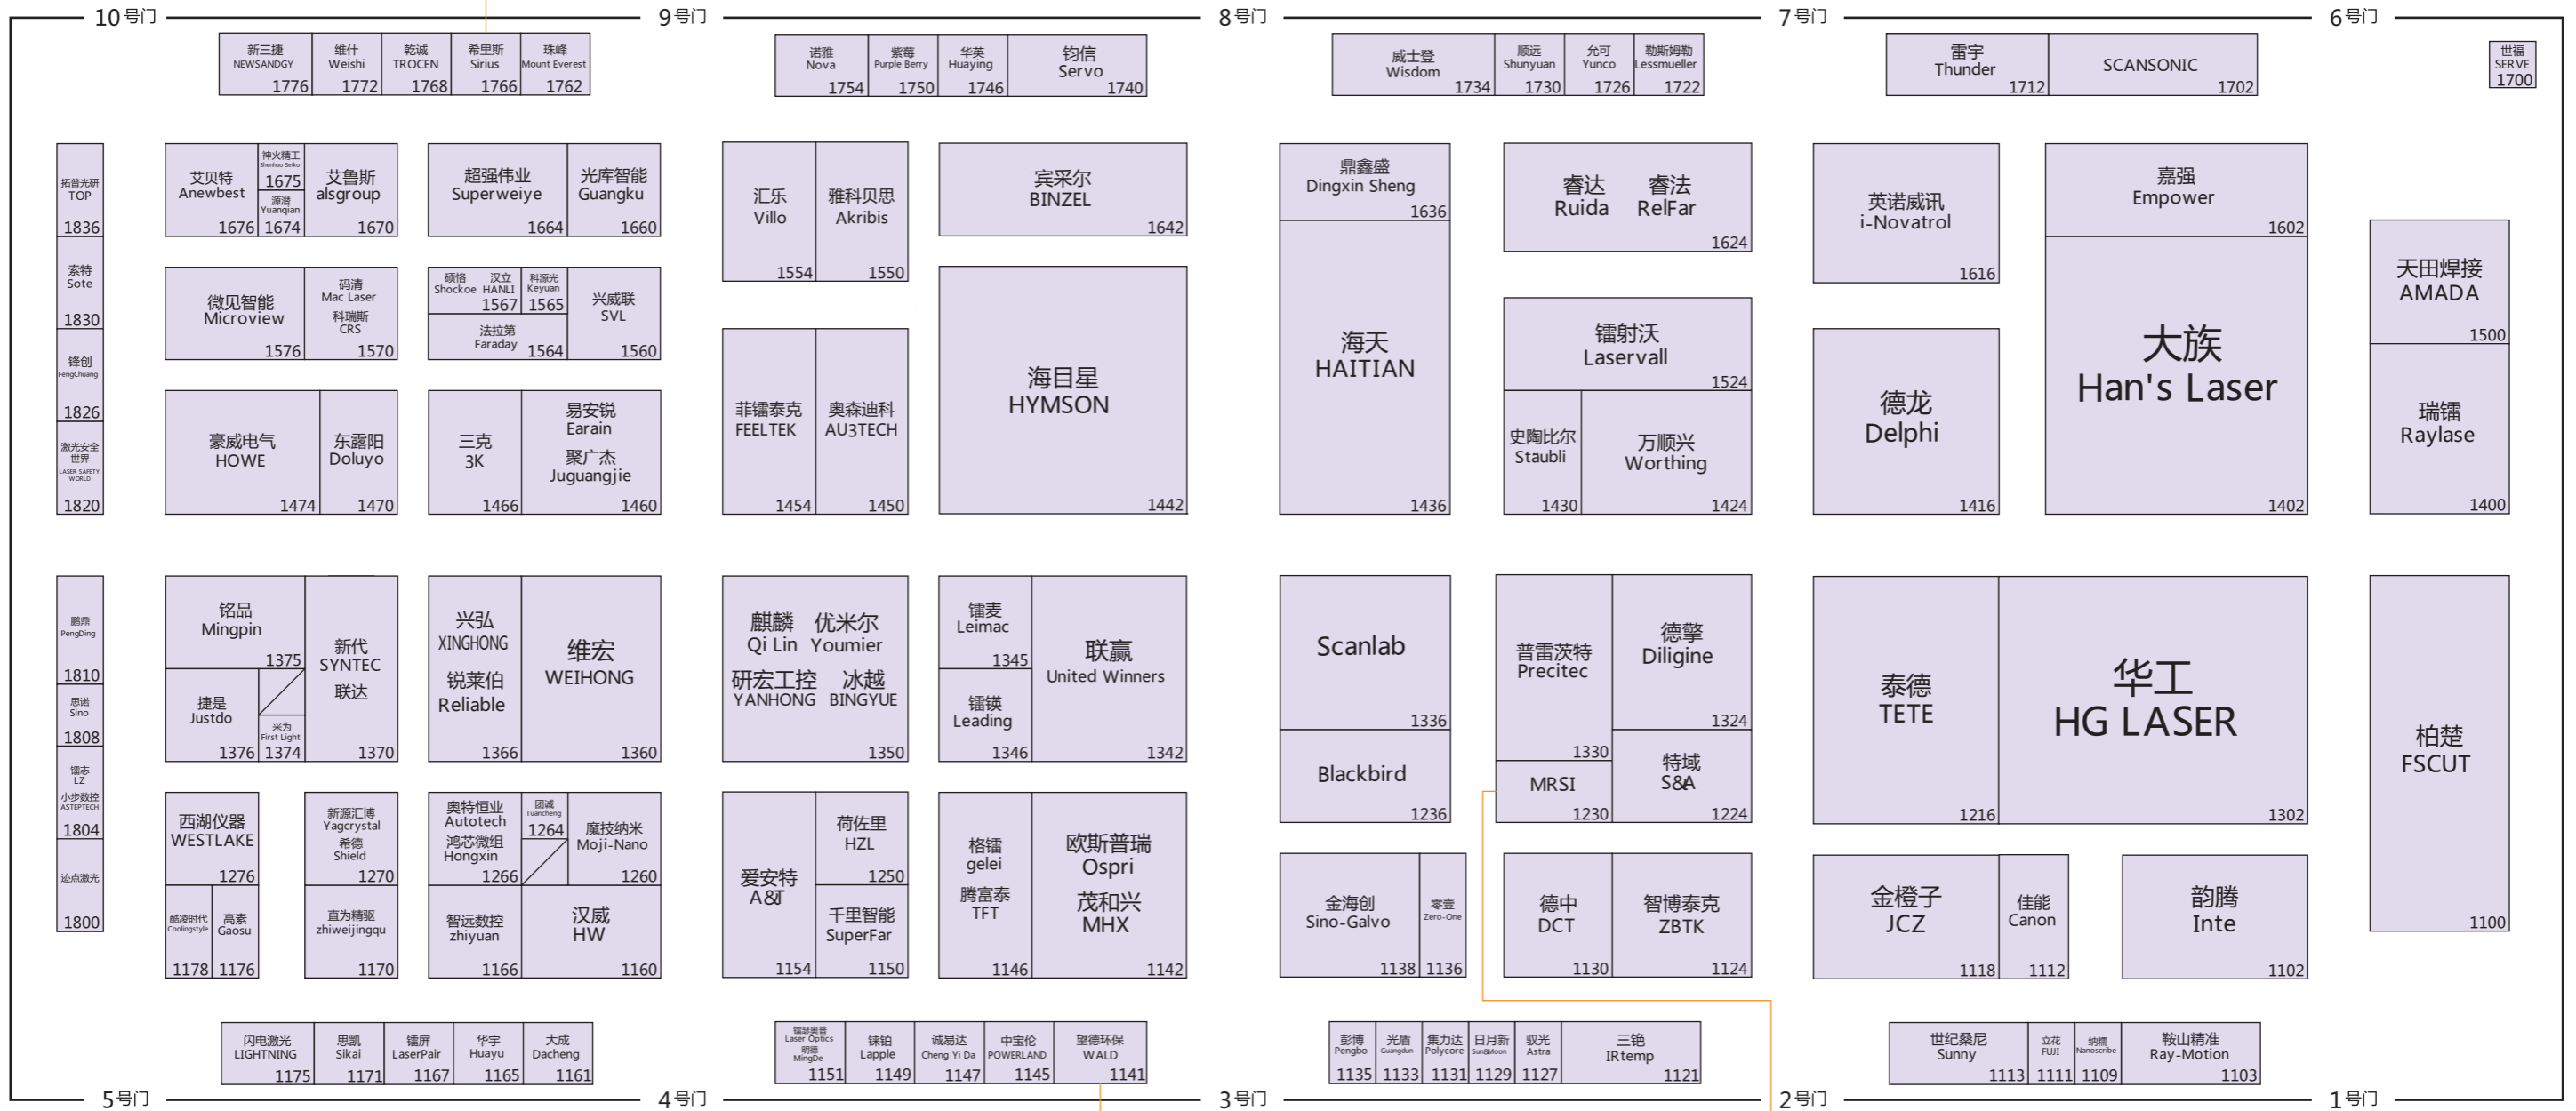 10号门
9号门
8号门
7号门
6号门
新三捷
NEWSANDGY
1776
维什
Weishi
1772
乾诚
TROCEN
1768
希里斯
Sirius
1766
珠峰
Mount Everest
1762
诺雅
Nova
1754
紫莓
Purple Berry
1750
华英
Huaying
1746
钧信
Servo
1740
威士登
Wisdom
1734
顺远
Shunyuan
1730
允可
Yunco
1726
勒斯姆勒
Lessmueller
1722
雷宇
Thunder
1712
SCANSONIC
1702
世福
SERVE
1700
拓普光研
TOP
1836
索特
Sote
1830
锋创
FengChuang
1826
激光安全
世界
LASER SAFETY
WORLD
1820
艾贝特
Anewbest
1676
神火精工
Shenhuo Seiko
1675
源潜
Yuanqian
1674
艾鲁斯
alsgroup
1670
超强伟业
Superweiye
1664
光库智能
Guangku
1660
汇乐
Villo
1554
雅科贝思
Akribis
1550
宾采尔
BINZEL
1642
鼎鑫盛
Dingxin Sheng
1636
睿达 睿法
Ruida RelFar
1624
英诺威讯
i-Novatrol
1616
嘉强
Empower
1602
天田焊接
AMADA
1500
微见智能
Microview
1576
码清
Mac Laser
科瑞斯
CRS
1570
硕恪 汉立
Shockoe HANLI
1567
科源光
Keyuan
1565
法拉第
Faraday
1564
兴威联
SVL
1560
海目星
HYMSON
1442
海天
HAITIAN
1436
镭射沃
Laservall
1524
德龙
Delphi
1416
大族
Han's Laser
1402
瑞镭
Raylase
1400
豪威电气
HOWE
1474
东露阳
Doluyo
1470
三克
3K
1466
易安锐
Earain
聚广杰
Juguangjie
1460
菲镭泰克
FEELTEK
1454
奥森迪科
AU3TECH
1450
史陶比尔
Staubli
1430
万顺兴
Worthing
1424
鹏鼎
PengDing
1810
思诺
Sino
1808
镭志
LZ
小步数控
ASTEPTECH
1804
迹点激光
1800
铭品
Mingpin
1375
捷是
Justdo
1376
采为
First Light
1374
新代
SYNTEC
联达
1370
兴弘
XINGHONG
锐莱伯
Reliable
1366
维宏
WEIHONG
1360
麒麟 优米尔
Qi Lin Youmier
研宏工控 冰越
YANHONG BINGYUE
1350
镭麦
Leimac
1345
镭锳
Leading
1346
联赢
United Winners
1342
Scanlab
1336
Blackbird
1236
普雷茨特
Precitec
1330
MRSI
1230
德擎
Diligine
1324
特域
S&A
1224
泰德
TETE
1216
华工
HG LASER
1302
柏楚
FSCUT
1100
西湖仪器
WESTLAKE
1276
酷凌时代
Coolingstyle
1178
高素
Gaosu
1176
新源汇博
Yagcrystal
希德
Shield
1270
直为精驱
zhiweijingqu
1170
奥特恒业
Autotech
鸿芯微组
Hongxin
1266
团诚
Tuancheng
1264
魔技纳米
Moji-Nano
1260
智远数控
zhiyuan
1166
汉威
HW
1160
爱安特
A&T
1154
荷佐里
HZL
1250
千里智能
SuperFar
1150
格镭
gelei
腾富泰
TFT
1146
欧斯普瑞
Ospri
茂和兴
MHX
1142
金海创
Sino-Galvo
1138
零壹
Zero-One
1136
德中
DCT
1130
智博泰克
ZBTK
1124
金橙子
JCZ
1118
佳能
Canon
1112
韵腾
Inte
1102
闪电激光
LIGHTNING
1175
思凯
Sikai
1171
镭屏
LaserPair
1167
华宇
Huayu
1165
大成
Dacheng
1161
镭瑟奥普
Laser Optics
明德
MingDe
1151
铼铂
Lapple
1149
诚易达
Cheng Yi Da
1147
中宝伦
POWERLAND
1145
望德环保
WALD
1141
彭博
Pengbo
1135
光盾
Guangdun
1133
集力达
Polycore
1131
日月新
Sun&Moon
1129
驭光
Astra
1127
三铯
IRtemp
1121
世纪桑尼
Sunny
1113
立花
FUJI
1111
纳糯
Nanoscribe
1109
鞍山精准
Ray-Motion
1103
5号门
4号门
3号门
2号门
1号门